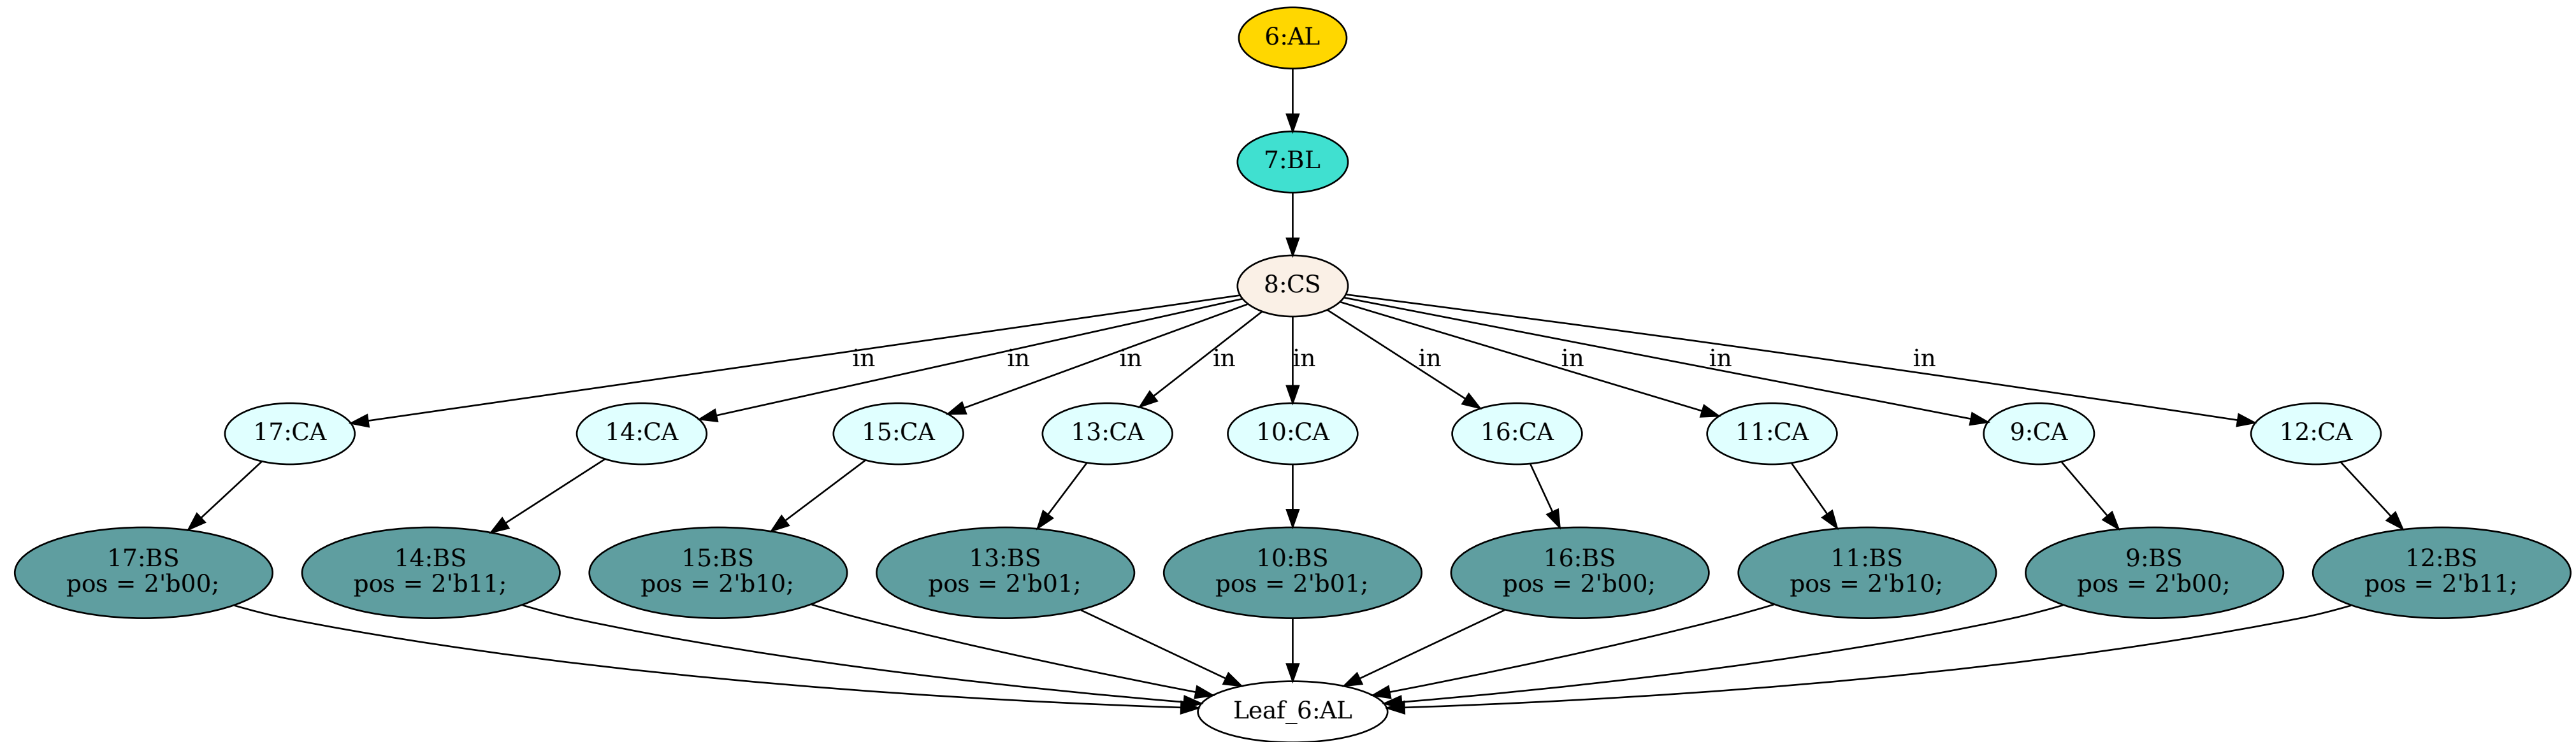 6:AL
7:BL
8:CS
in
in
in
in
in
in
in
in
in
17:CA
14:CA
15:CA
13:CA
10:CA
16:CA
11:CA
9:CA
12:CA
17:BS
pos = 2'b00;
14:BS
pos = 2'b11;
15:BS
pos = 2'b10;
13:BS
pos = 2'b01;
10:BS
pos = 2'b01;
16:BS
pos = 2'b00;
11:BS
pos = 2'b10;
9:BS
pos = 2'b00;
12:BS
pos = 2'b11;
Leaf_6:AL